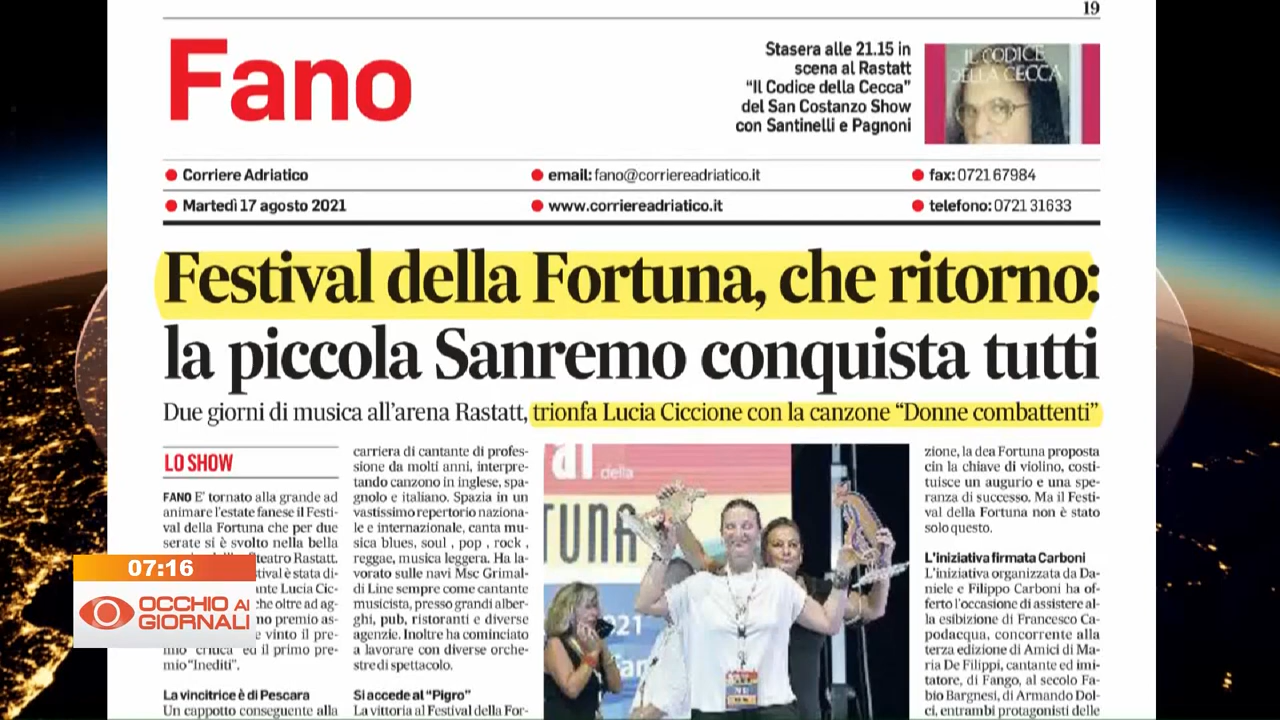 19
Fano
Stasera alle 21.15 in
scena al Rastatt
“Il Codice della Cecca”
del San Costanzo Show
con Santinelli e Pagnoni
IL CODICE
DELLA CECCA
Corriere Adriatico
email: fano@corriereadriatico.it
fax: 0721 67984
Martedì 17 agosto 2021
www.corriereadriatico.it
telefono: 0721 31633
Festival della Fortuna, che ritorno:
la piccola Sanremo conquista tutti
Due giorni di musica all’arena Rastatt, trionfa Lucia Ciccione con la canzone “Donne combattenti”
LO SHOW
FANO E’ tornato alla grande ad
animare l’estate fanese il Festi-
val della Fortuna che per due
serate si è svolto nella bella
teatro Rastatt.
stival è stata di-
ante Lucia Cic-
che oltre ad ag-
no premio as-
e vinto il pre-
mio “critica” ed il primo pre-
mio “Inediti”.
La vincitrice è di Pescara
Un cappotto conseguente alla
carriera di cantante di profes-
sione da molti anni, interpre-
tando canzoni in inglese, spa-
gnolo e italiano. Spazia in un
vastissimo repertorio naziona-
le e internazionale, canta mu-
sica blues, soul , pop , rock ,
reggae, musica leggera. Ha la-
vorato sulle navi Msc Grimal-
di Line sempre come cantante
musicista, presso grandi alber-
ghi, pub, ristoranti e diverse
agenzie. Inoltre ha cominciato
a lavorare con diverse orche-
stre di spettacolo.
Si accede al “Pigro”
La vittoria al Festival della For-
al della
RTUNA
2021
Fan
zione, la dea Fortuna proposta
cin la chiave di violino, costi-
tuisce un augurio e una spe-
ranza di successo. Ma il Festi-
val della Fortuna non è stato
solo questo.
L’iniziativa firmata Carboni
L’iniziativa organizzata da Da-
niele e Filippo Carboni ha of-
ferto l’occasione di assistere al-
la esibizione di Francesco Ca-
podacqua, concorrente alla
terza edizione di Amici di Ma-
ria De Filippi, cantante ed imi-
tatore, di Fango, al secolo Fa-
bio Bargnesi, di Armando Dol-
ci, entrambi protagonisti delle
07:16
OCCHIO AI
GIORNALI